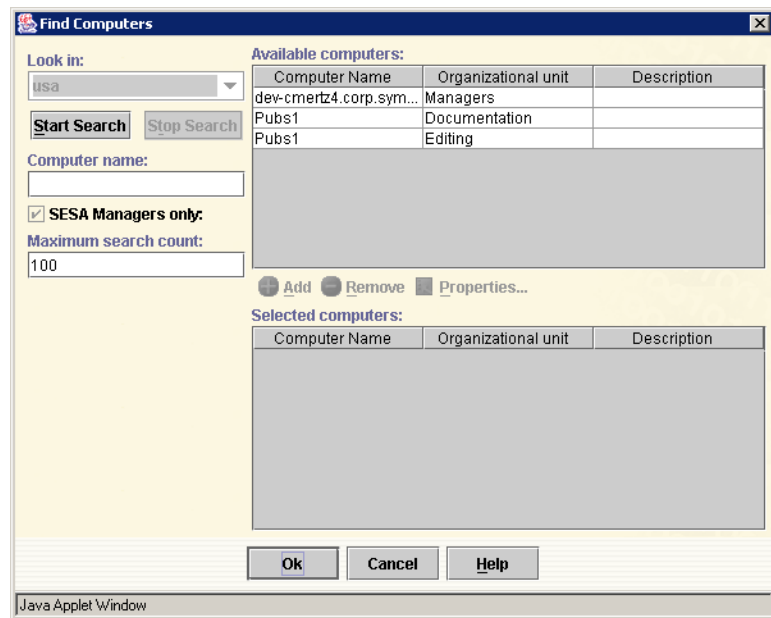 Find Computers
Look in:
usa
Start Search Stop Search
Computer name:
SESA Managers only:
Maximum search count:
100
Available computers:
Computer Name Organizational unit Description
dev-cmertz4.corp.sym... Managers
Pubs1 Documentation
Pubs1 Editing
Add Remove Properties...
Selected computers:
Computer Name Organizational unit Description
Ok Cancel Help
Java Applet Window